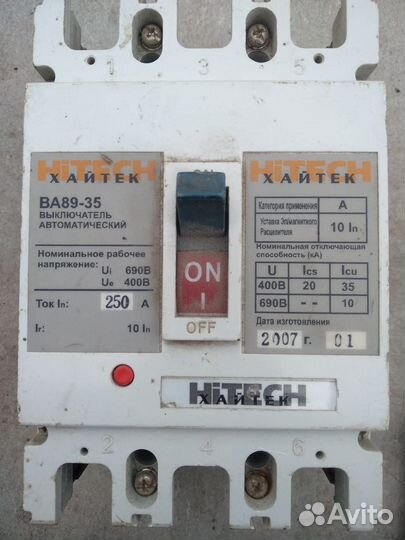 1 3 5
HiTECH
ХАЙТЕК
ВА89-35
ВЫКЛЮЧАТЕЛЬ
АВТОМАТИЧЕСКИЙ
Номинальное рабочее
напряжение: Ui 690В
Ue 400В
Ток In: 250 А
Ir: 10 In
ON
I
OFF
HiTECH
ХАЙТЕК
Категория применения А
Уставка Эл/магнитного
Расцепителя 10 In
Номинальная отключающая
способность (кА)
U Ics Icu
400В 20 35
690В - - 10
Дата изготовления
2007 г. 01
HiTECH
ХАЙТЕК
2 4 6
Avito